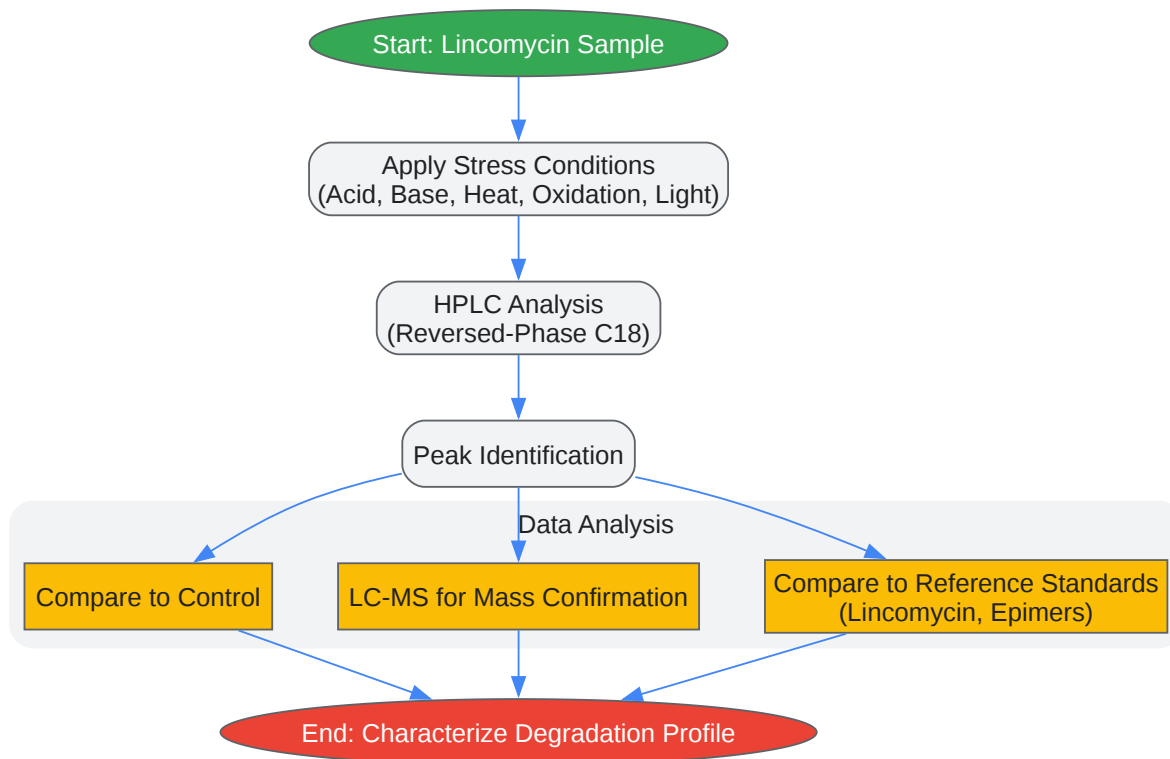 Start: Lincomycin Sample
Apply Stress Conditions
(Acid, Base, Heat, Oxidation, Light)
HPLC Analysis
(Reversed-Phase C18)
Peak Identification
Data Analysis
Compare to Control
LC-MS for Mass Confirmation
Compare to Reference Standards
(Lincomycin, Epimers)
End: Characterize Degradation Profile